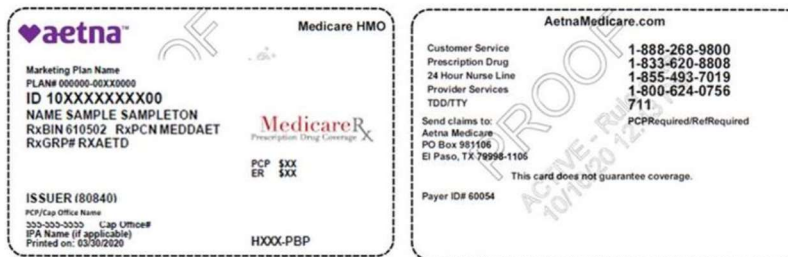 aetna™
Medicare HMO
Marketing Plan Name
PLAN# 000000-00XX0000
ID 10XXXXXXXX00
NAME SAMPLE SAMPLETON
RxBIN 610502 RxPCN MEDDAET
RxGRP# RXAETD
MedicareRx
Prescription Drug Coverage
PCP $XX
ER $XX
ISSUER (80840)
PCP/Cap Office Name
555-555-5555 Cap Office#
IPA Name (if applicable)
Printed on: 03/30/2020
HXXX-PBP
AetnaMedicare.com
Customer Service 1-888-268-9800
Prescription Drug 1-833-620-8808
24 Hour Nurse Line 1-855-493-7019
Provider Services 1-800-624-0756
TDD/TTY 711
Send claims to: PCPRequired/RefRequired
Aetna Medicare
PO Box 981106
El Paso, TX 79998-1106
This card does not guarantee coverage.
Payer ID# 60054
PROOF